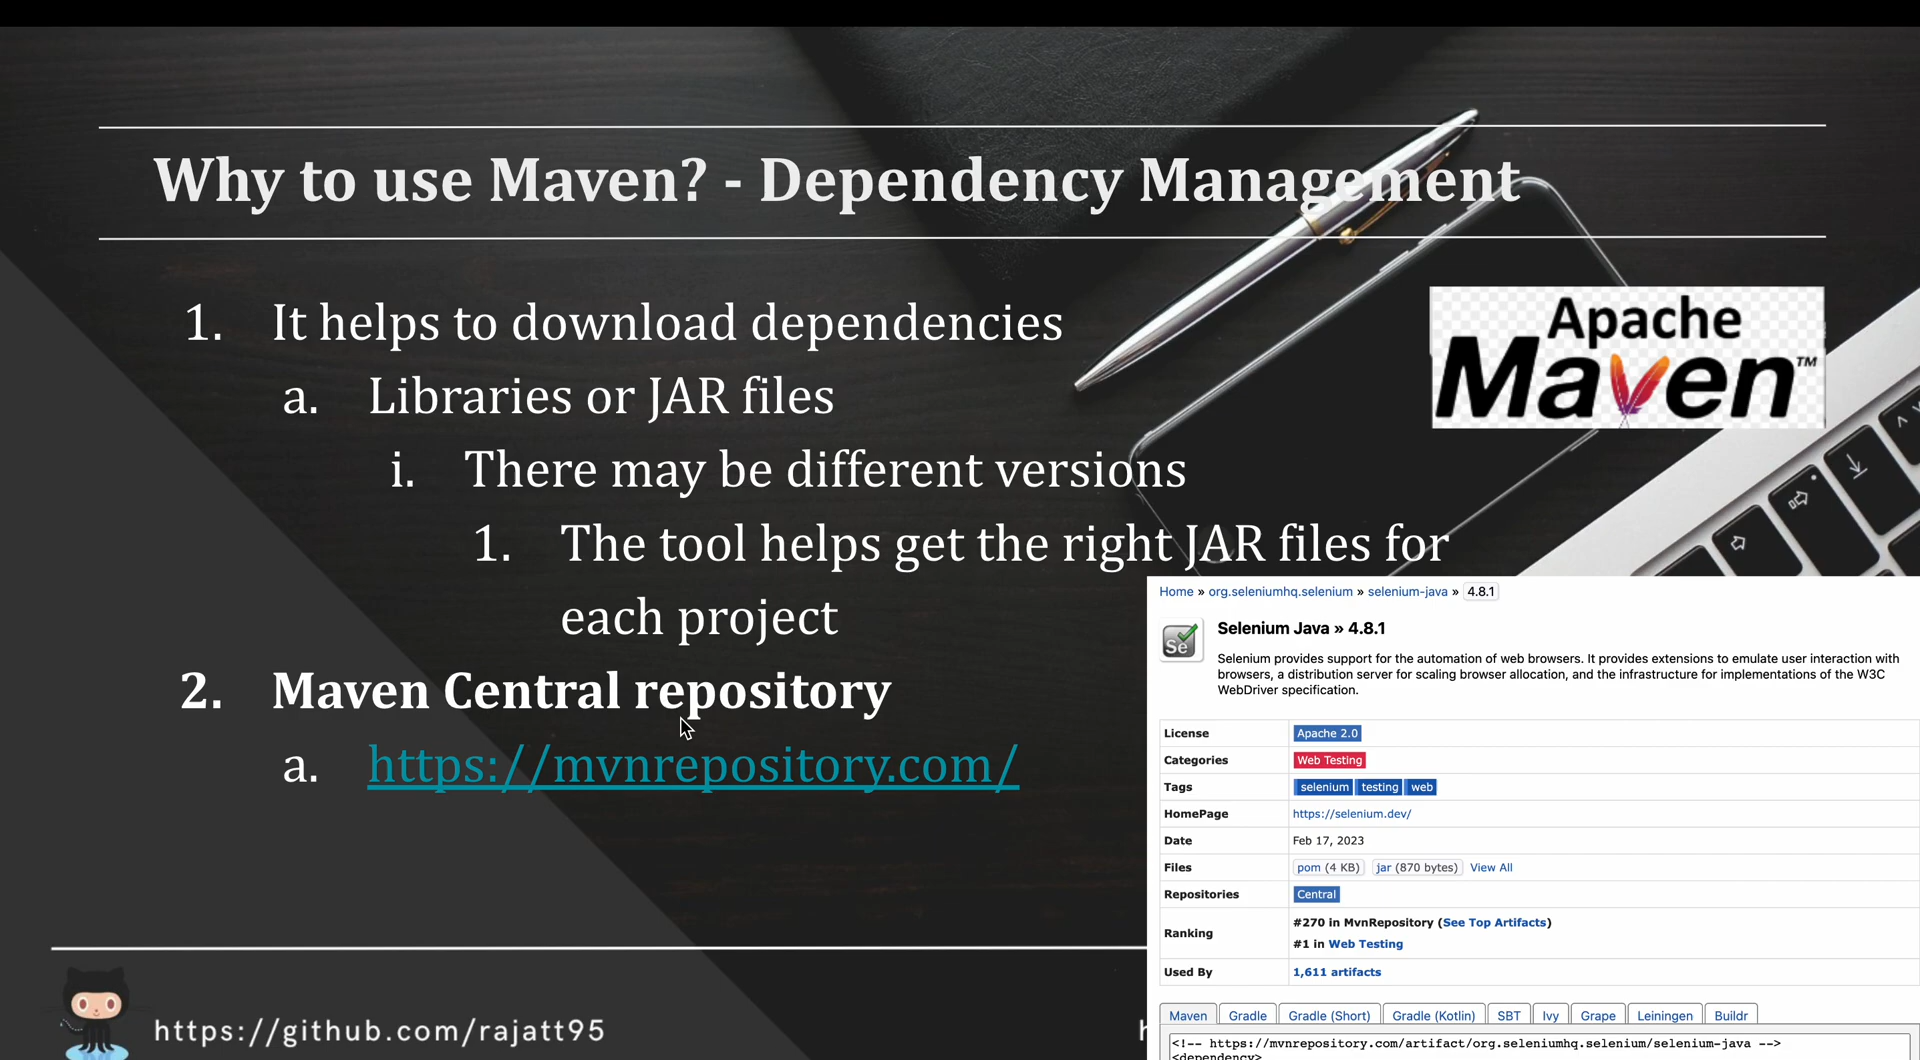 Why to use Maven? - Dependency Management
1. It helps to download dependencies
a. Libraries or JAR files
i. There may be different versions
1. The tool helps get the right JAR files for
each project
2. Maven Central repository
a. https://mvnrepository.com/
Apache
Maven™
Home » org.seleniumhq.selenium » selenium-java » 4.8.1
Se
Selenium Java » 4.8.1
Selenium provides support for the automation of web browsers. It provides extensions to emulate user interaction with
browsers, a distribution server for scaling browser allocation, and the infrastructure for implementations of the W3C
WebDriver specification.
License Apache 2.0
Categories Web Testing
Tags selenium testing web
HomePage https://selenium.dev/
Date Feb 17, 2023
Files pom (4 KB) jar (870 bytes) View All
Repositories Central
Ranking #270 in MvnRepository (See Top Artifacts)
#1 in Web Testing
Used By 1,611 artifacts
Maven Gradle Gradle (Short) Gradle (Kotlin) SBT Ivy Grape Leiningen Buildr
<!-- https://mvnrepository.com/artifact/org.seleniumhq.selenium/selenium-java -->
<dependency>
https://github.com/rajatt95